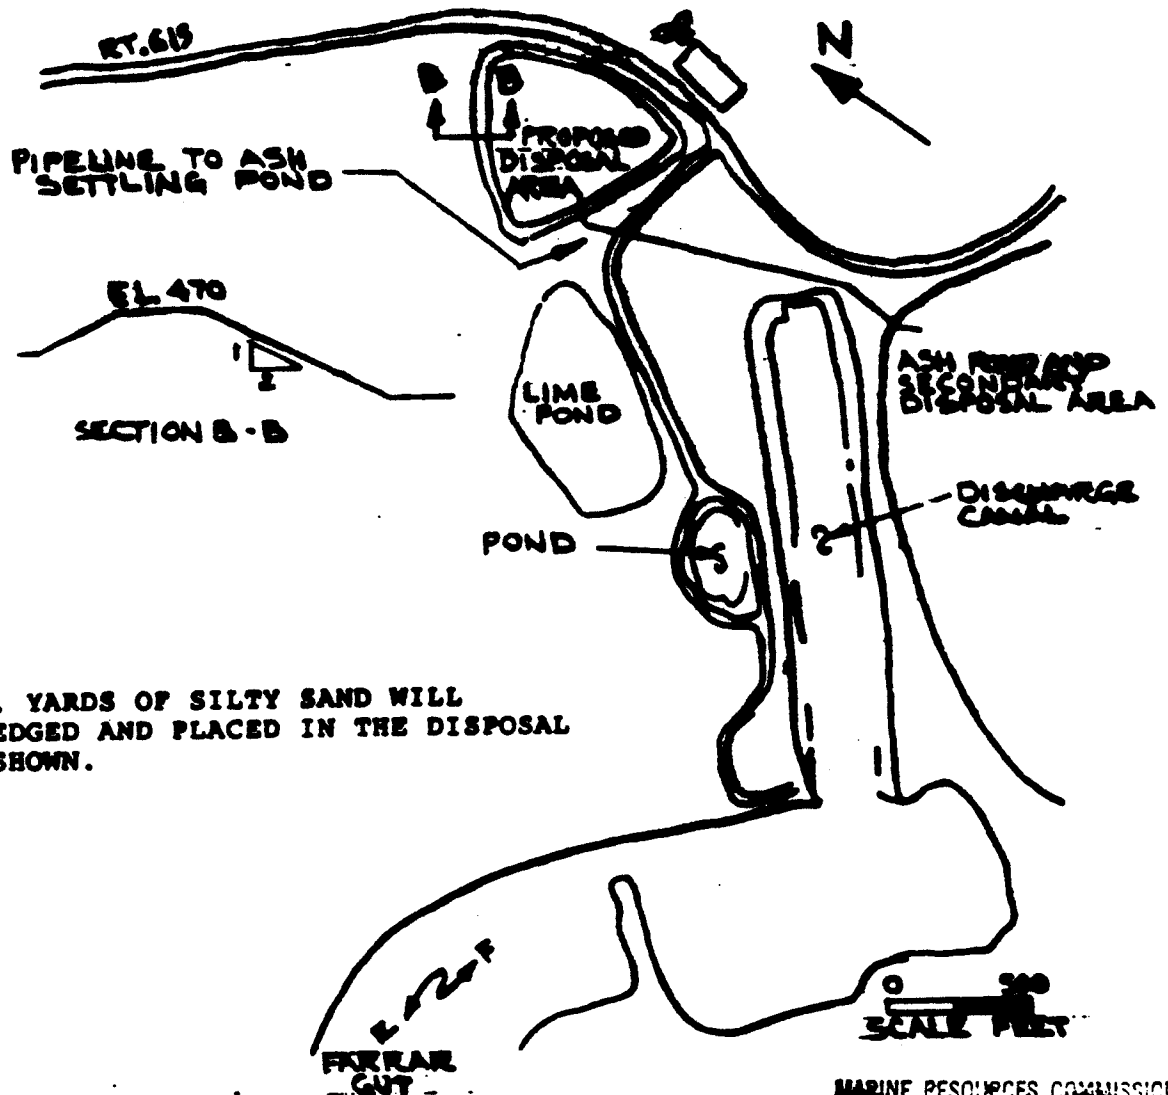 RT. 615
N
B B
PROPOSED
DISPOSAL
AREA
PIPELINE TO ASH
SETTLING POND
EL. 470
1
2
SECTION B - B
LIME
POND
ASH POND AND
SECONDARY
DISPOSAL AREA
DISCHARGE
CANAL
POND
. YARDS OF SILTY SAND WILL
EDGED AND PLACED IN THE DISPOSAL
SHOWN.
F
E
FARRAR
GUT
0 500
SCALE FEET
MARINE RESOURCES COMMISSION